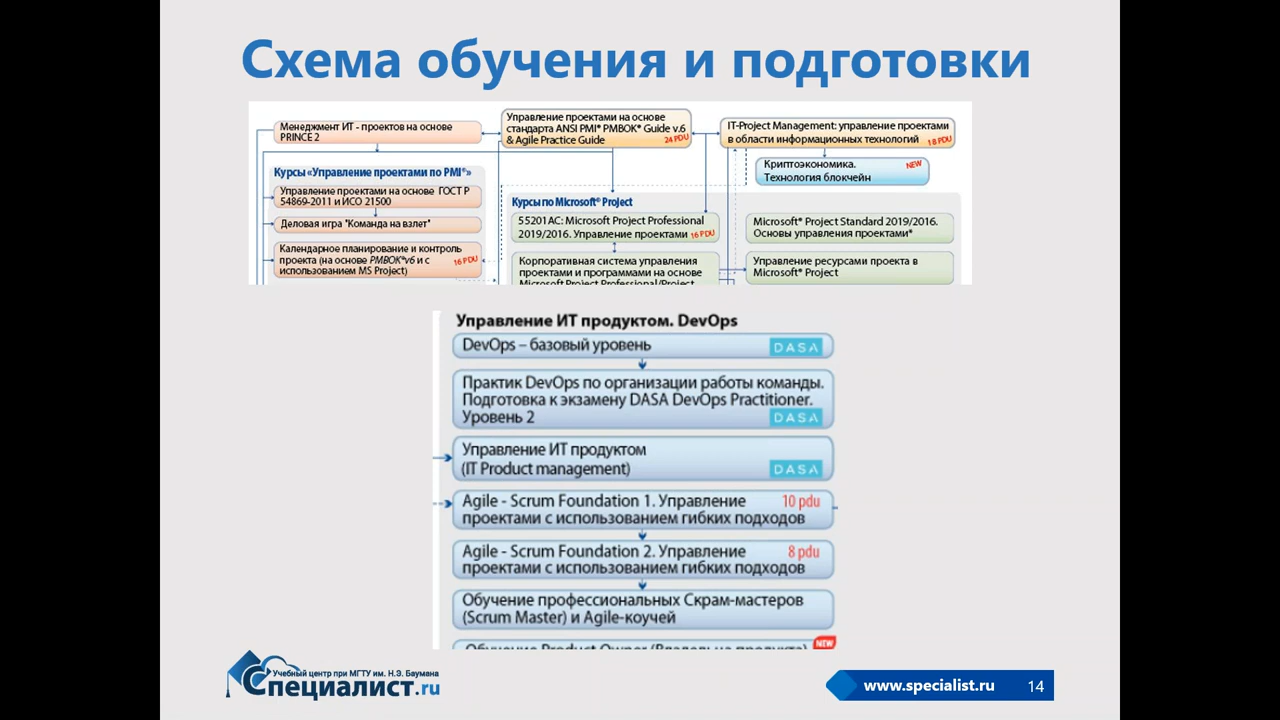 Схема обучения и подготовки
Менеджмент ИТ - проектов на основе
PRINCE 2
Управление проектами на основе
стандарта ANSI PMI® PMBOK® Guide v.6
& Agile Practice Guide
24 PDU
IT-Project Management: управление проектами
в области информационных технологий
18 PDU
Криптоэкономика.
Технология блокчейн
NEW
Курсы «Управление проектами по PMI®»
Управление проектами на основе ГОСТ Р
54869-2011 и ИСО 21500
Деловая игра "Команда на взлет"
Календарное планирование и контроль
проекта (на основе PMBOK®v6 и с
использованием MS Project)
16 PDU
Курсы по Microsoft® Project
55201AC: Microsoft Project Professional
2019/2016. Управление проектами
16 PDU
Корпоративная система управления
проектами и программами на основе
Microsoft Project Professional/Project
Microsoft® Project Standard 2019/2016.
Основы управления проектами*
Управление ресурсами проекта в
Microsoft® Project
Управление ИТ продуктом. DevOps
DevOps – базовый уровень
DASA
Практик DevOps по организации работы команды.
Подготовка к экзамену DASA DevOps Practitioner.
Уровень 2
DASA
Управление ИТ продуктом
(IT Product management)
DASA
Agile - Scrum Foundation 1. Управление
проектами с использованием гибких подходов
10 pdu
Agile - Scrum Foundation 2. Управление
проектами с использованием гибких подходов
8 pdu
Обучение профессиональных Скрам-мастеров
(Scrum Master) и Agile-коучей
Обучение Product Owner (Владельца продукта)
NEW
Учебный центр при МГТУ им. Н.Э. Баумана
Специалист.ru
www.specialist.ru
14